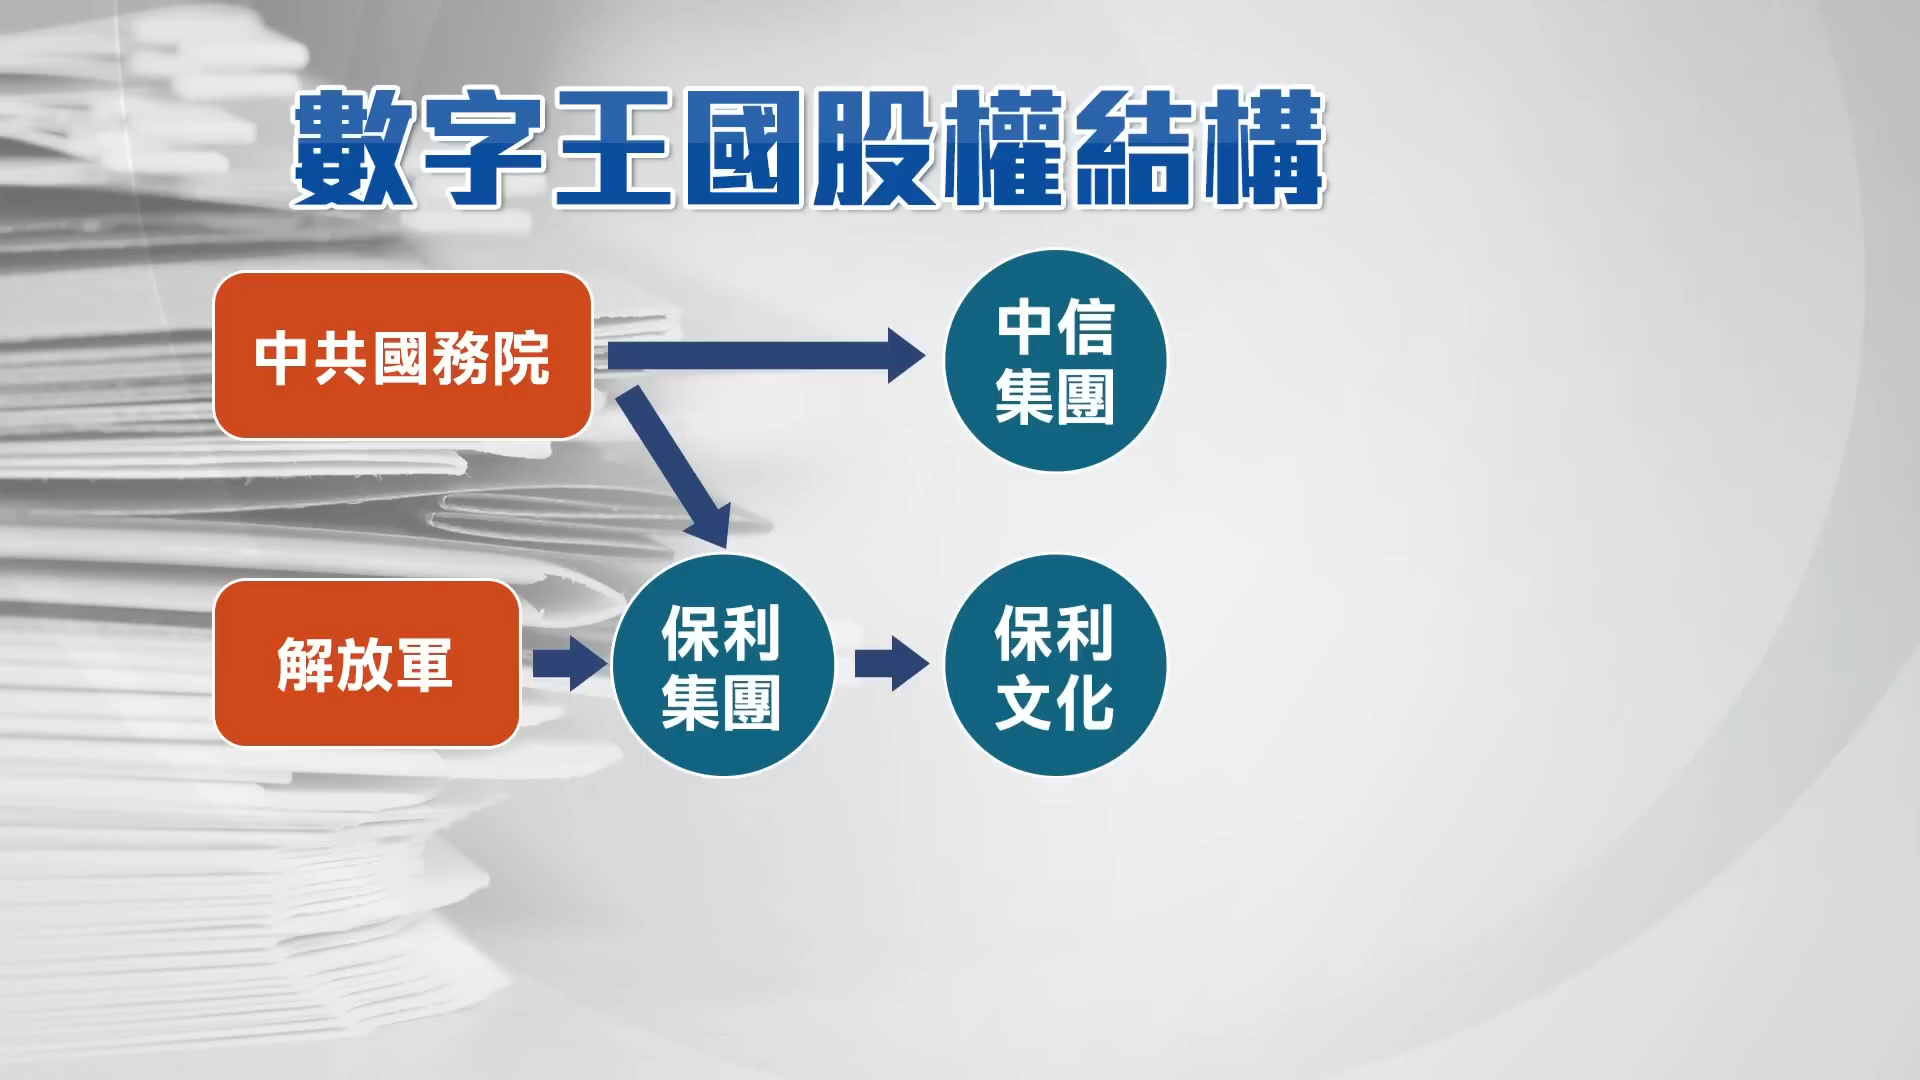 數字王國股權結構
中共國務院
中信
集團
解放軍
保利
集團
保利
文化